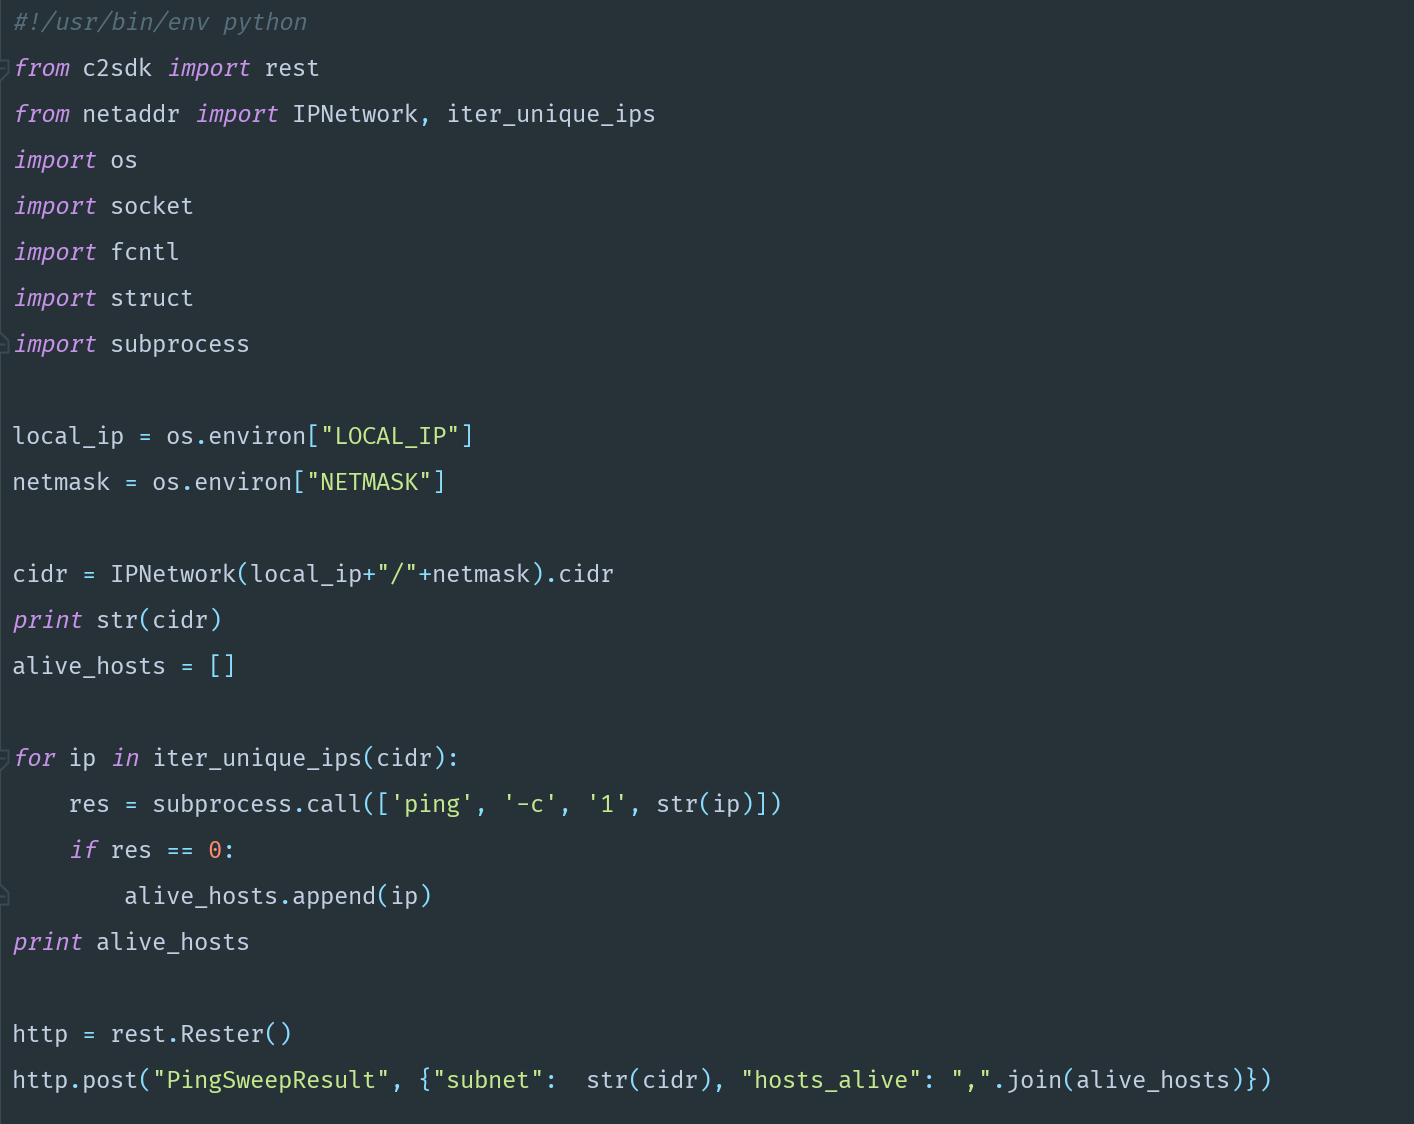 #!/usr/bin/env python
from c2sdk import rest
from netaddr import IPNetwork, iter_unique_ips
import os
import socket
import fcntl
import struct
import subprocess

local_ip = os.environ["LOCAL_IP"]
netmask = os.environ["NETMASK"]

cidr = IPNetwork(local_ip+"/"+netmask).cidr
print str(cidr)
alive_hosts = []

for ip in iter_unique_ips(cidr):
    res = subprocess.call(['ping', '-c', '1', str(ip)])
    if res == 0:
        alive_hosts.append(ip)
print alive_hosts

http = rest.Rester()
http.post("PingSweepResult", {"subnet":  str(cidr), "hosts_alive": ",".join(alive_hosts)})